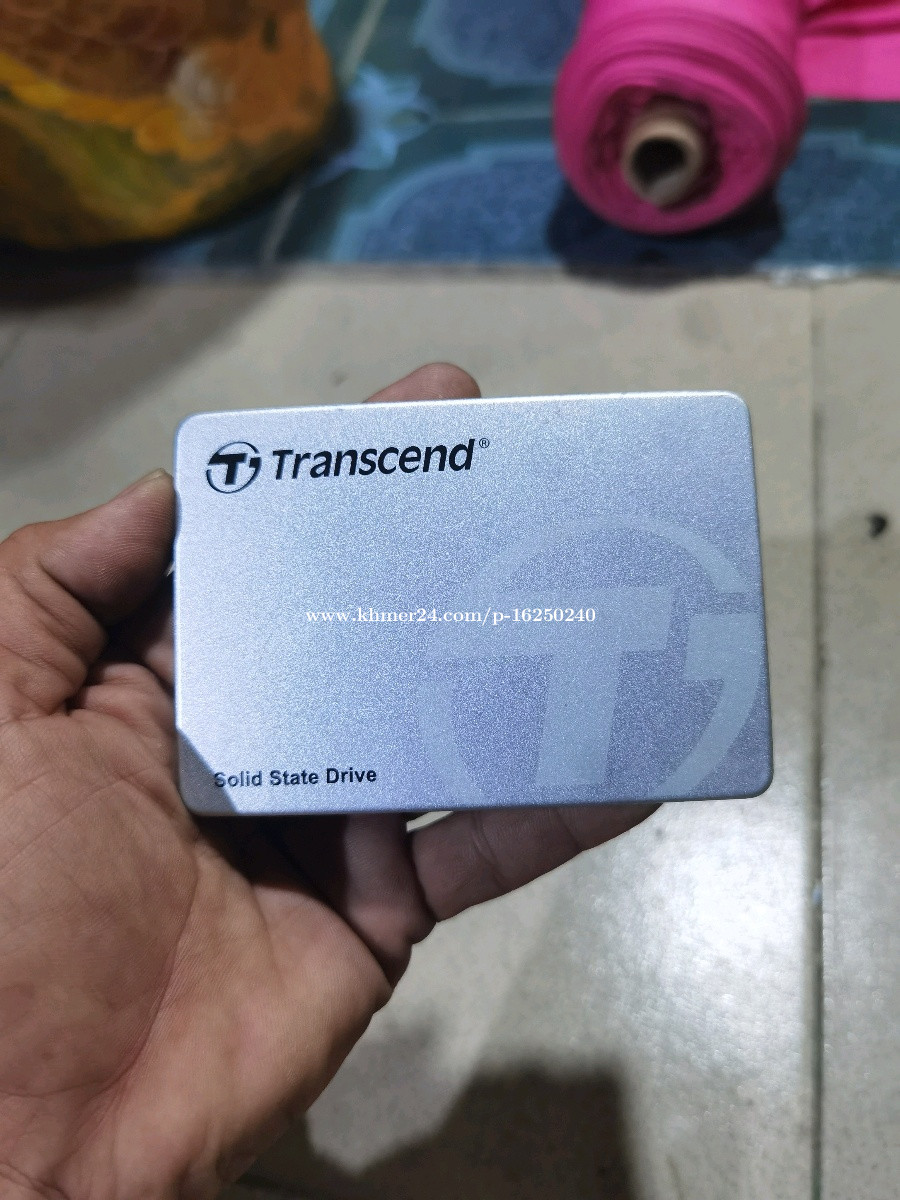 Transcend®
www.khmer24.com/p-16250240
Solid State Drive